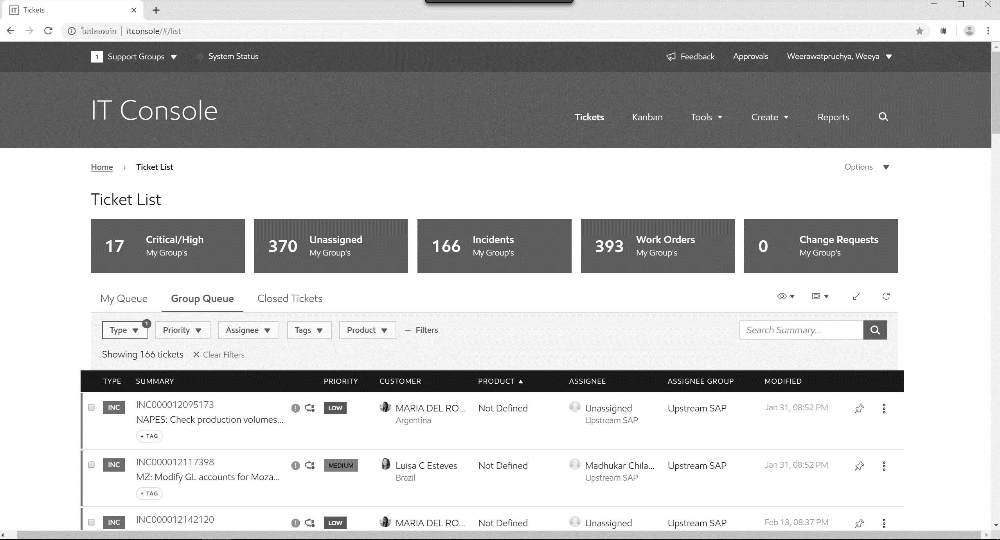 IT Tickets
ไม่ปลอดภัย | itconsole/#/list
1 Support Groups System Status Feedback Approvals Weerawatpruchya, Weeya
IT Console
Tickets Kanban Tools Create Reports
Home › Ticket List Options
Ticket List
17 Critical/High My Group's
370 Unassigned My Group's
166 Incidents My Group's
393 Work Orders My Group's
0 Change Requests My Group's
My Queue Group Queue Closed Tickets
Type 1 Priority Assignee Tags Product + Filters Search Summary...
Showing 166 tickets × Clear Filters
TYPE SUMMARY PRIORITY CUSTOMER PRODUCT ASSIGNEE ASSIGNEE GROUP MODIFIED
INC INC000012095173 LOW MARIA DEL RO... Not Defined Unassigned Upstream SAP Jan 31, 08:52 PM
NAPES: Check production volumes... Argentina Upstream SAP
+ TAG
INC INC000012117398 MEDIUM Luisa C Esteves Not Defined Madhukar Chila... Upstream SAP Jan 31, 08:52 PM
MZ: Modify GL accounts for Moza... Brazil Upstream SAP
+ TAG
INC INC000012142120 LOW MARIA DEL RO... Not Defined Unassigned Upstream SAP Feb 13, 08:37 PM